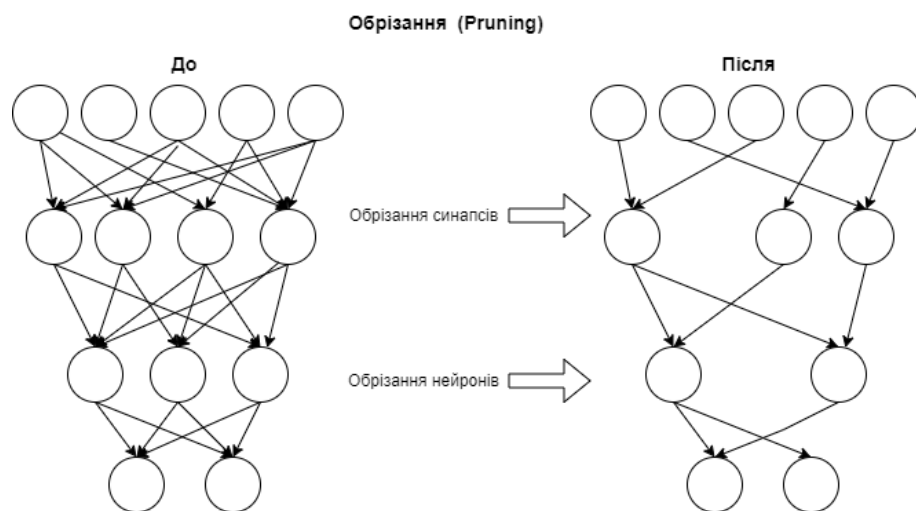 Обрізання (Pruning)
До
Після
Обрізання синапсів
Обрізання нейронів